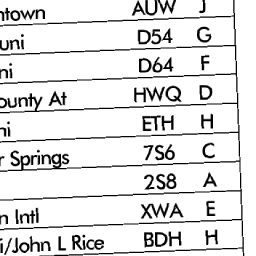 ntown AUW J
uni D54 G
ni D64 F
ounty At HWQ D
ni ETH H
r Springs 7S6 C
2S8 A
n Intl XWA E
i/John L Rice BDH H